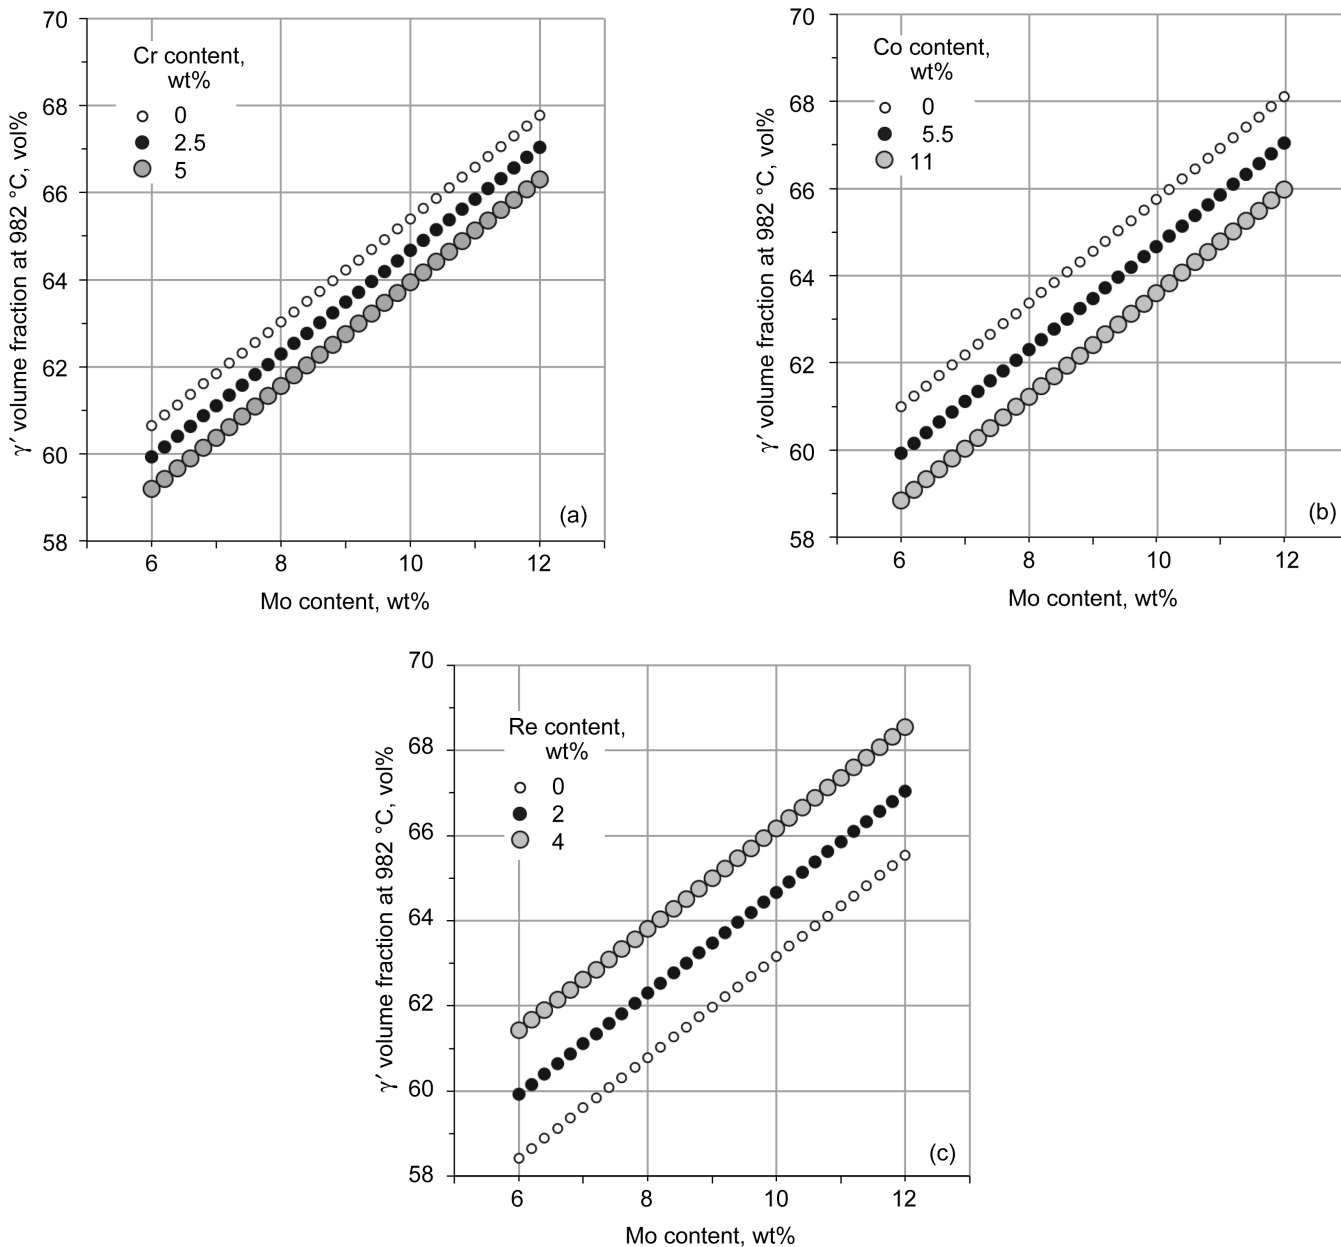 70
68
66
64
62
60
58
γ′ volume fraction at 982 °C, vol%
Cr content,
wt%
0
2.5
5
(a)
6 8 10 12
Mo content, wt%
70
68
66
64
62
60
58
γ′ volume fraction at 982 °C, vol%
Co content,
wt%
0
5.5
11
(b)
6 8 10 12
Mo content, wt%
70
68
66
64
62
60
58
γ′ volume fraction at 982 °C, vol%
Re content,
wt%
0
2
4
(c)
6 8 10 12
Mo content, wt%